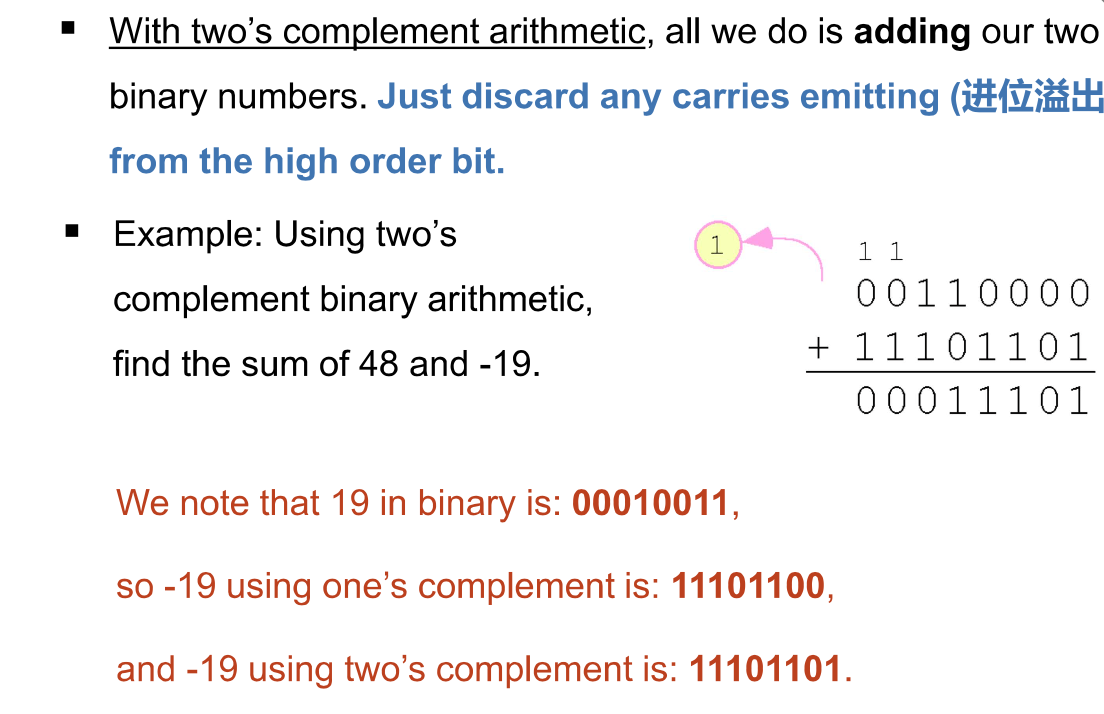 ▪ With two’s complement arithmetic, all we do is adding our two
binary numbers. Just discard any carries emitting (进位溢出
from the high order bit.
▪ Example: Using two’s
complement binary arithmetic,
find the sum of 48 and -19.
1
1 1
00110000
+ 11101101
00011101
We note that 19 in binary is: 00010011,
so -19 using one’s complement is: 11101100,
and -19 using two’s complement is: 11101101.